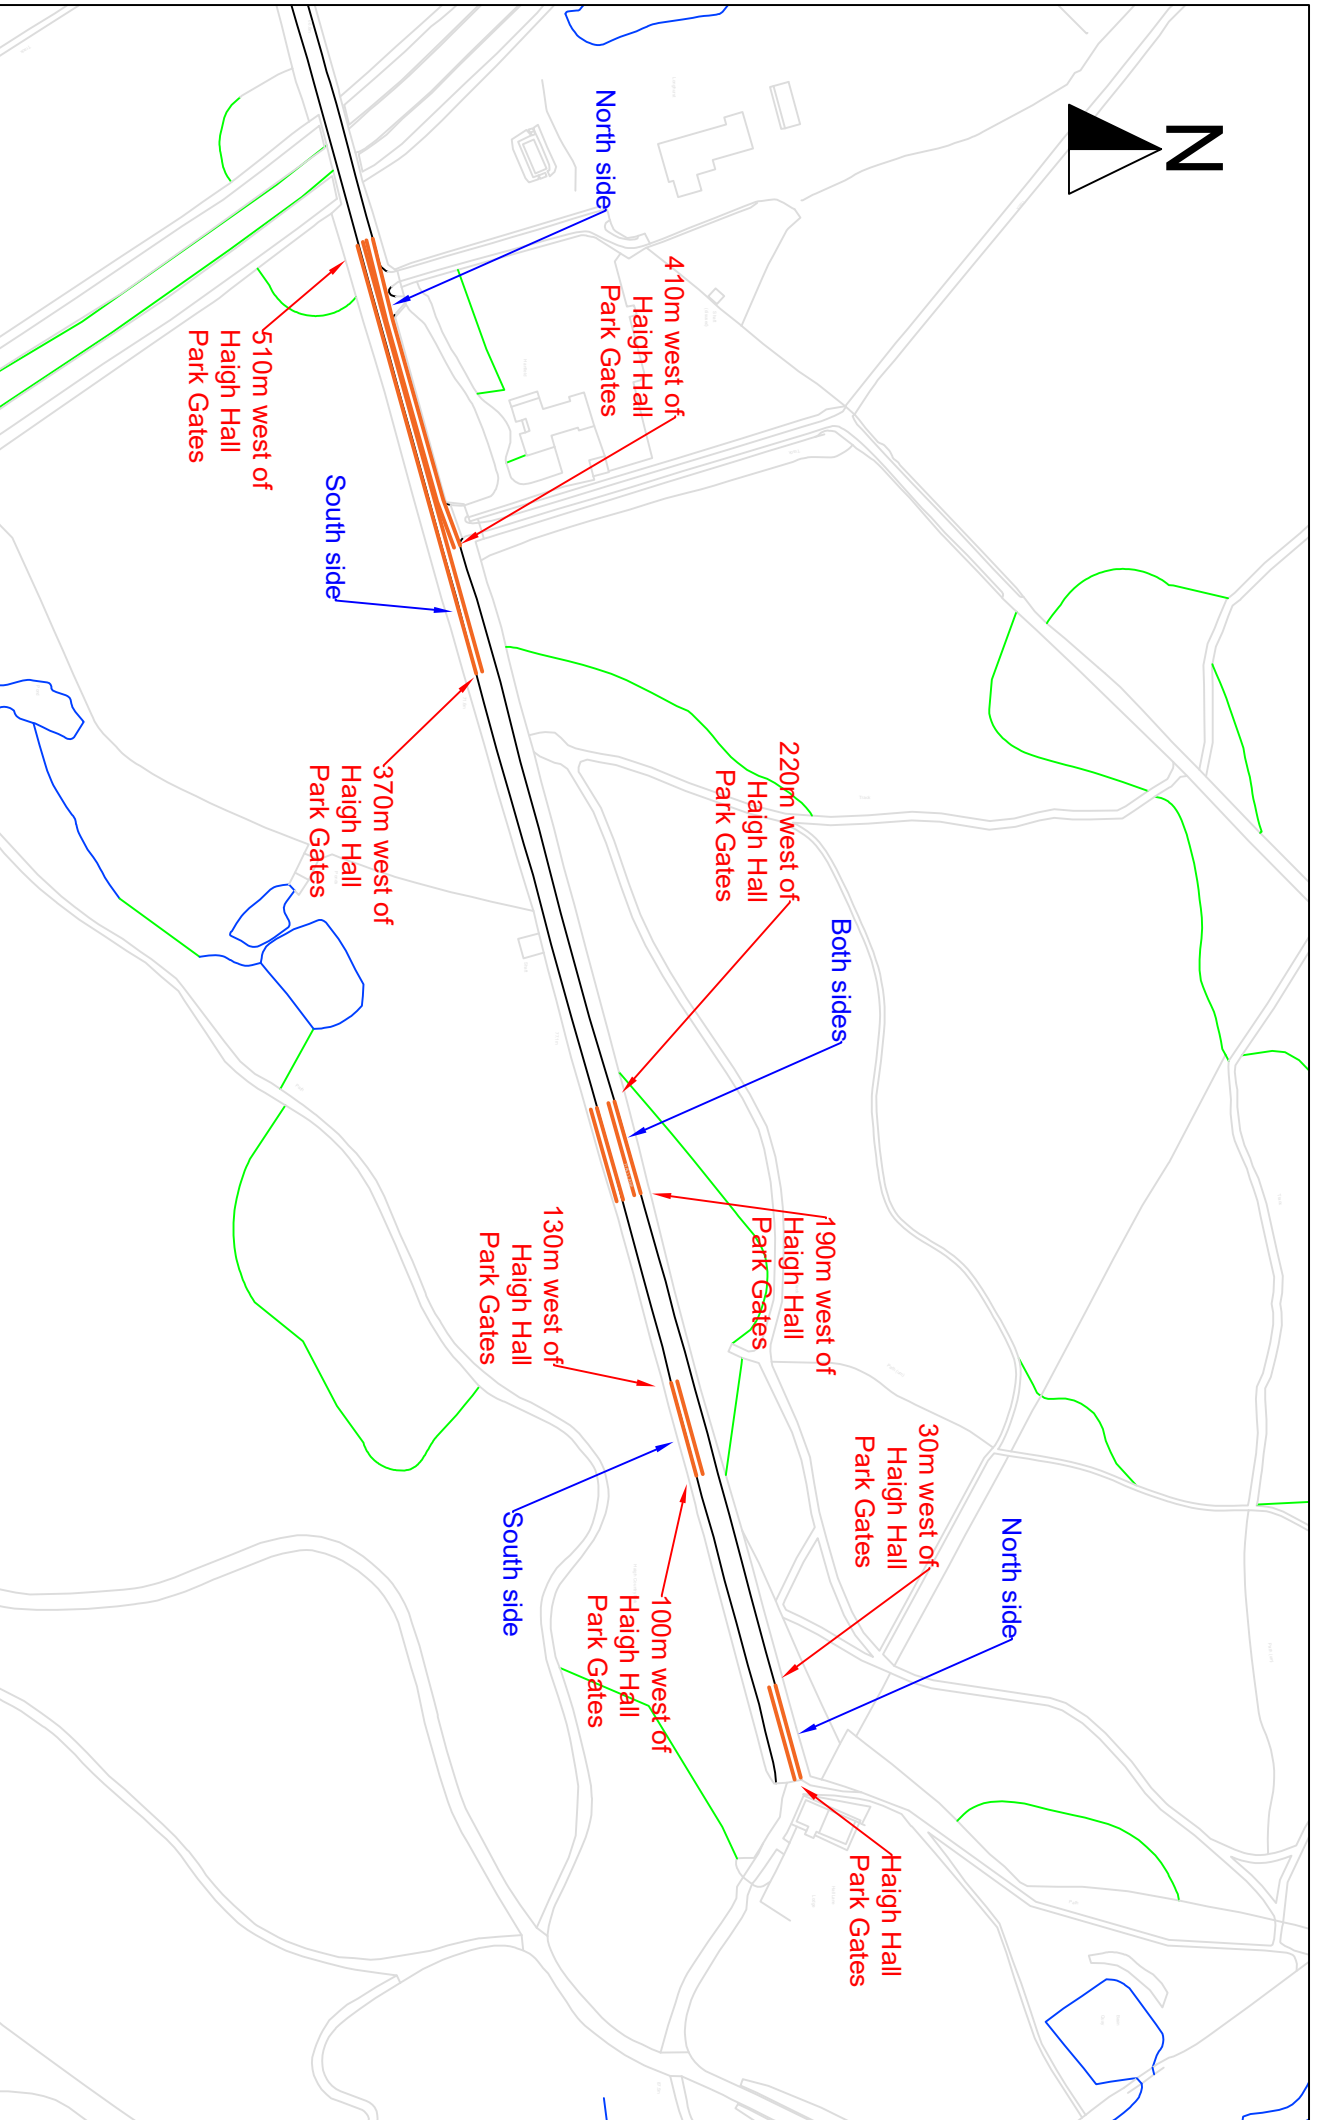 N
North side
410m west of
Haigh Hall
Park Gates
510m west of
Haigh Hall
Park Gates
South side
220m west of
Haigh Hall
Park Gates
370m west of
Haigh Hall
Park Gates
Both sides
190m west of
Haigh Hall
Park Gates
130m west of
Haigh Hall
Park Gates
30m west of
Haigh Hall
Park Gates
North side
South side
100m west of
Haigh Hall
Park Gates
Haigh Hall
Park Gates